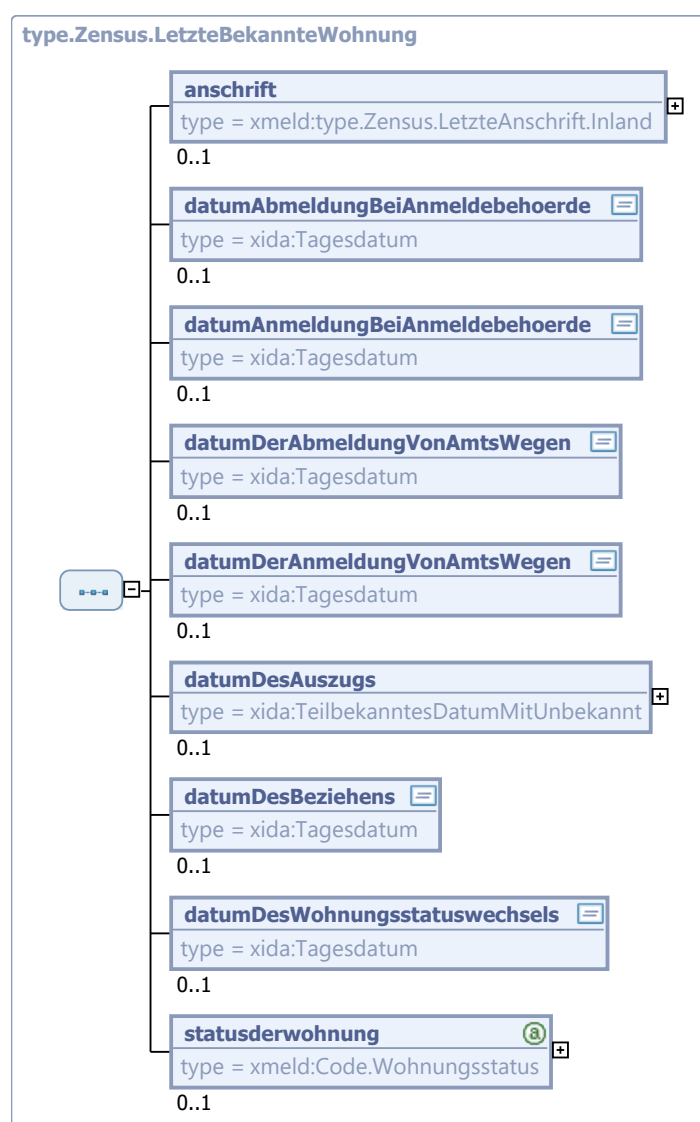 type.Zensus.LetzteBekannteWohnung
anschrift
type = xmeld:type.Zensus.LetzteAnschrift.Inland
0..1
datumAbmeldungBeiAnmeldebehoerde
type = xida:Tagesdatum
0..1
datumAnmeldungBeiAnmeldebehoerde
type = xida:Tagesdatum
0..1
datumDerAbmeldungVonAmtsWegen
type = xida:Tagesdatum
0..1
datumDerAnmeldungVonAmtsWegen
type = xida:Tagesdatum
0..1
datumDesAuszugs
type = xida:TeilbekanntesDatumMitUnbekannt
0..1
datumDesBeziehens
type = xida:Tagesdatum
0..1
datumDesWohnungsstatuswechsels
type = xida:Tagesdatum
0..1
statusderwohnung a
type = xmeld:Code.Wohnungsstatus
0..1